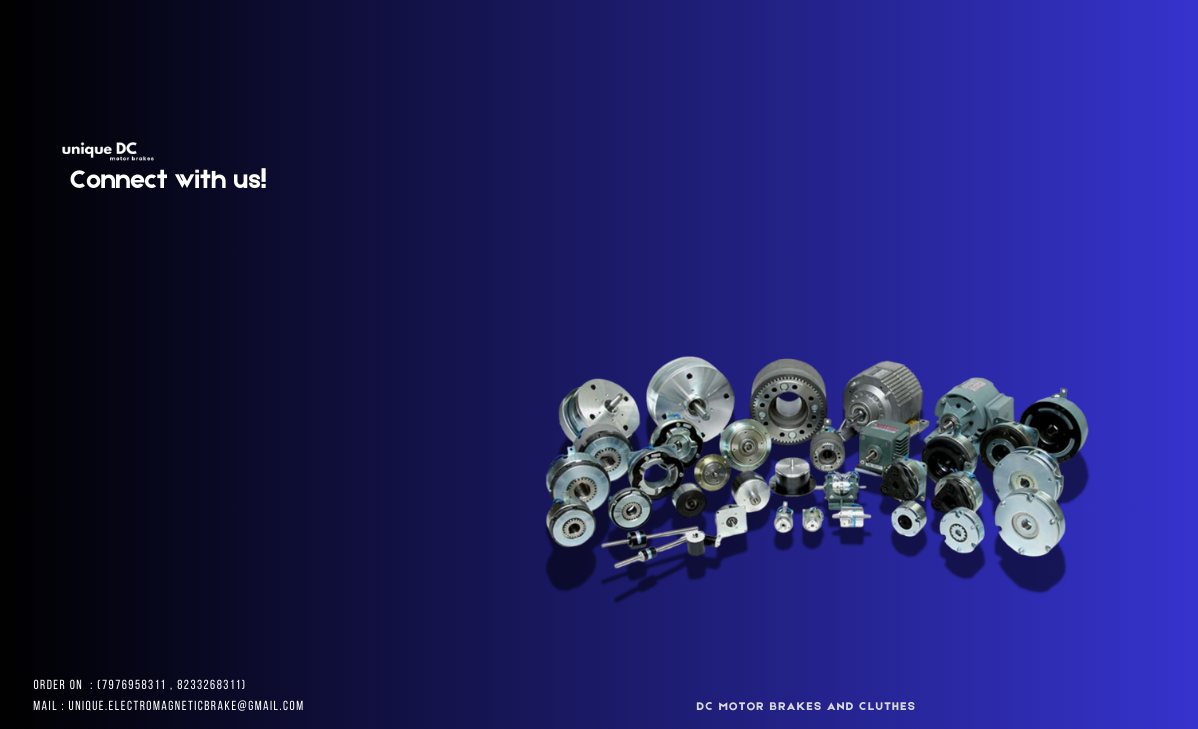 unique DC
motor brakes
Connect with us!
ORDER ON : (7976958311 , 8233268311)
MAIL : UNIQUE.ELECTROMAGNETICBRAKE@GMAIL.COM
DC MOTOR BRAKES AND CLUTHES